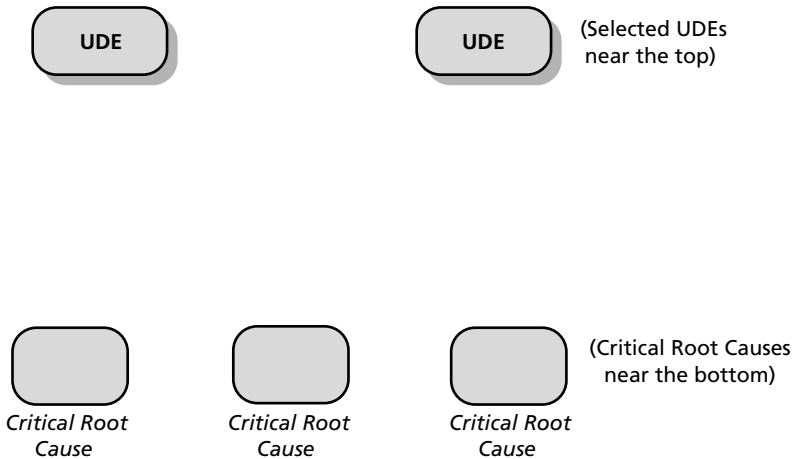 UDE
UDE
(Selected UDEs
near the top)
(Critical Root Causes
near the bottom)
Critical Root
Cause
Critical Root
Cause
Critical Root
Cause